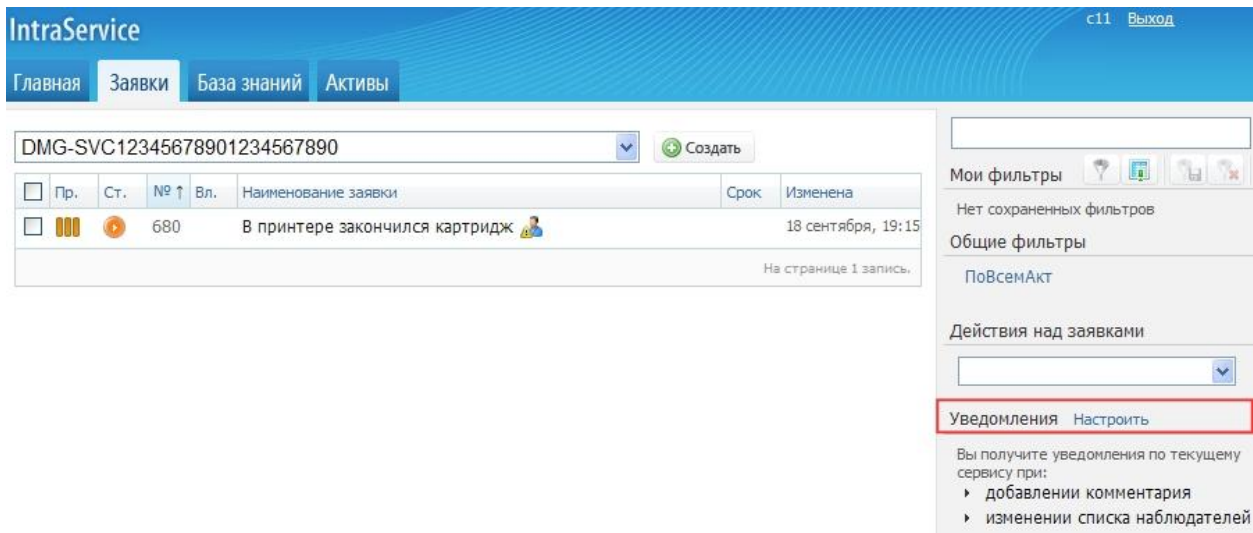 с11 Выход
IntraService
Главная Заявки База знаний Активы
DMG-SVC12345678901234567890 Создать
Пр. Ст. № ↑ Вл. Наименование заявки Срок Изменена
680 В принтере закончился картридж 18 сентября, 19:15
На странице 1 запись.
Мои фильтры
Нет сохраненных фильтров
Общие фильтры
ПоВсемАкт
Действия над заявками
Уведомления Настроить
Вы получите уведомления по текущему
сервису при:
добавлении комментария
изменении списка наблюдателей